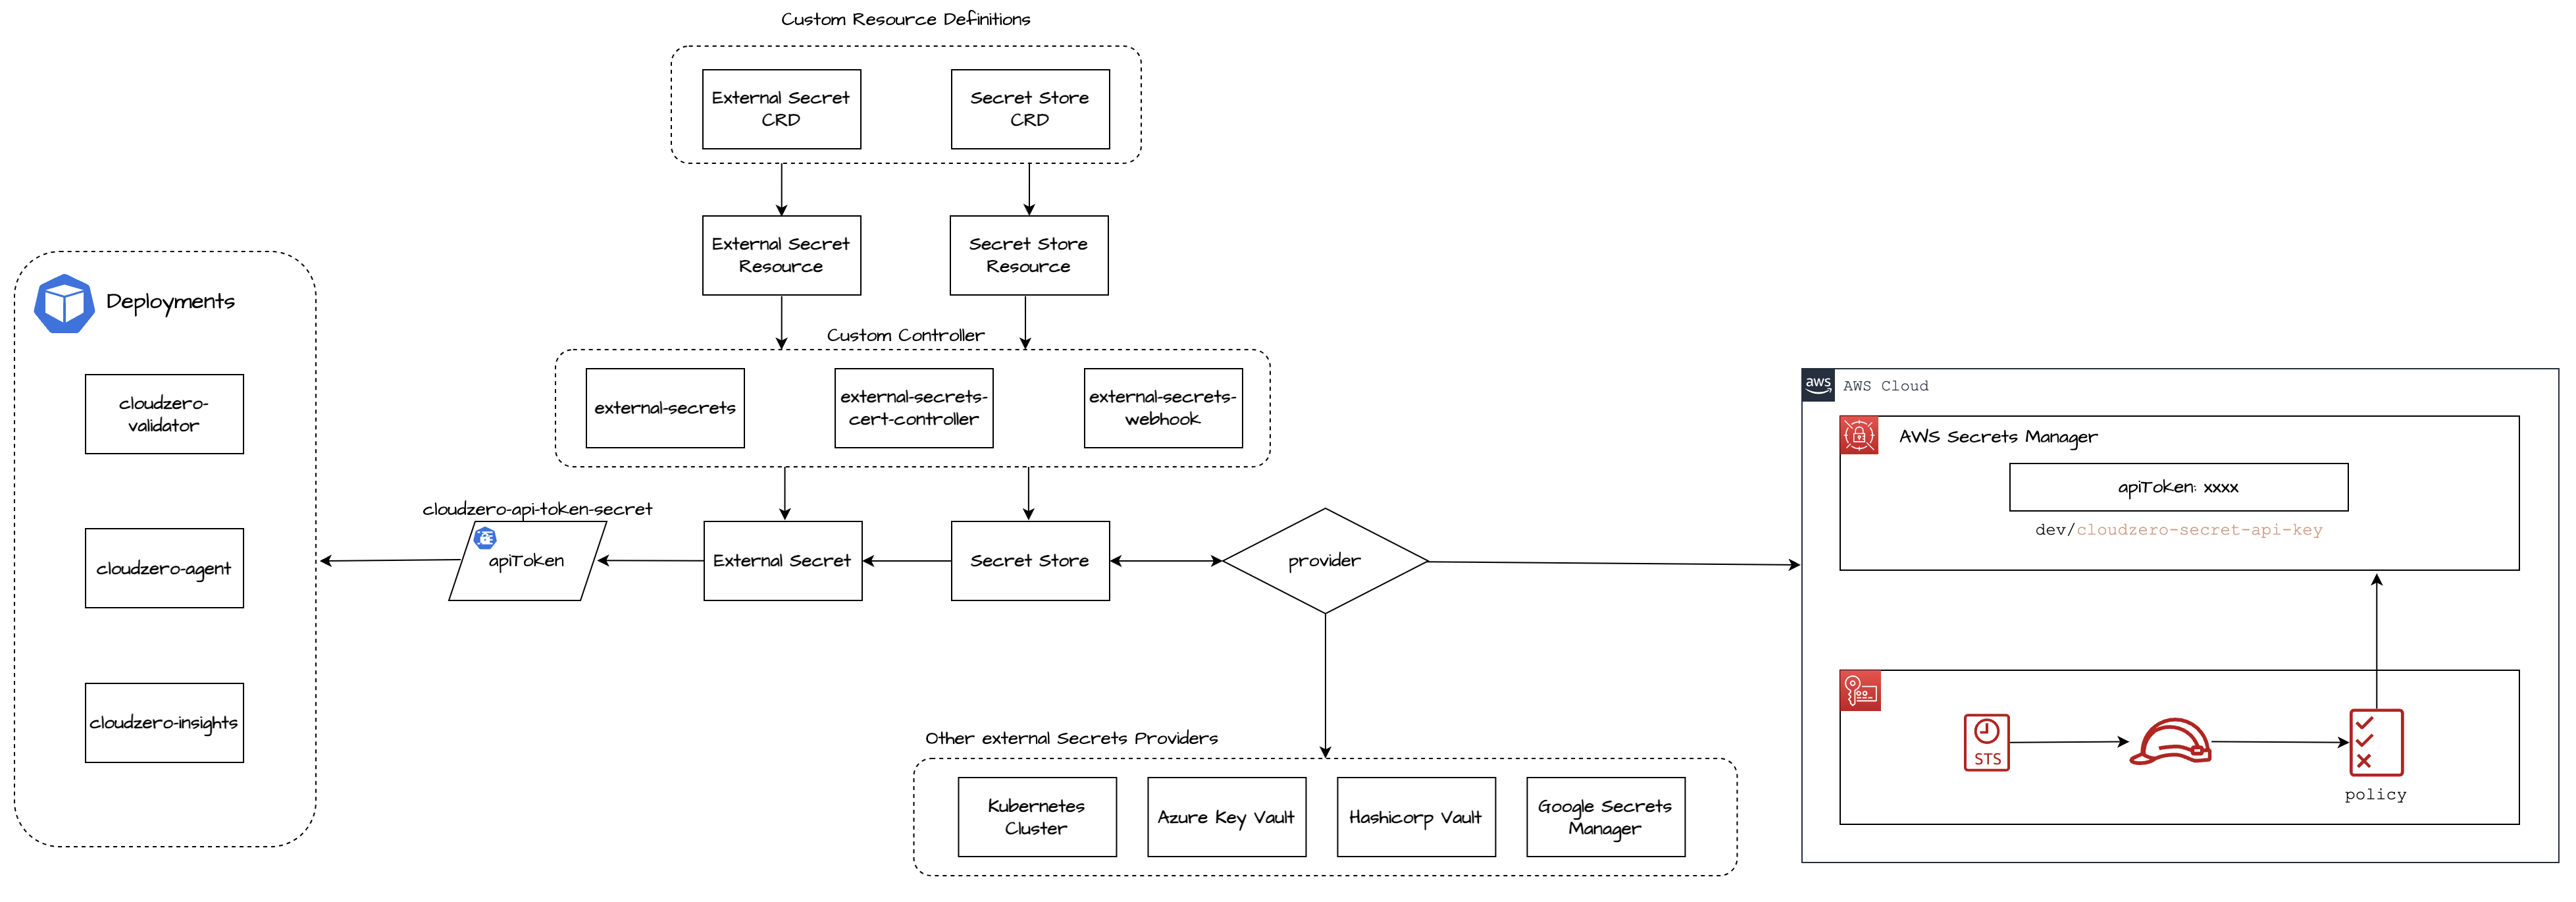 Custom Resource Definitions
External Secret
CRD
Secret Store
CRD
External Secret
Resource
Secret Store
Resource
Deployments
Custom Controller
cloudzero-
validator
external-secrets
external-secrets-
cert-controller
external-secrets-
webhook
aws
AWS Cloud
AWS Secrets Manager
apiToken: xxxx
dev/cloudzero-secret-api-key
cloudzero-api-token-secret
cloudzero-agent
apiToken
External Secret
Secret Store
provider
cloudzero-insights
Other external Secrets Providers
Kubernetes
Cluster
Azure Key Vault
Hashicorp Vault
Google Secrets
Manager
STS
policy